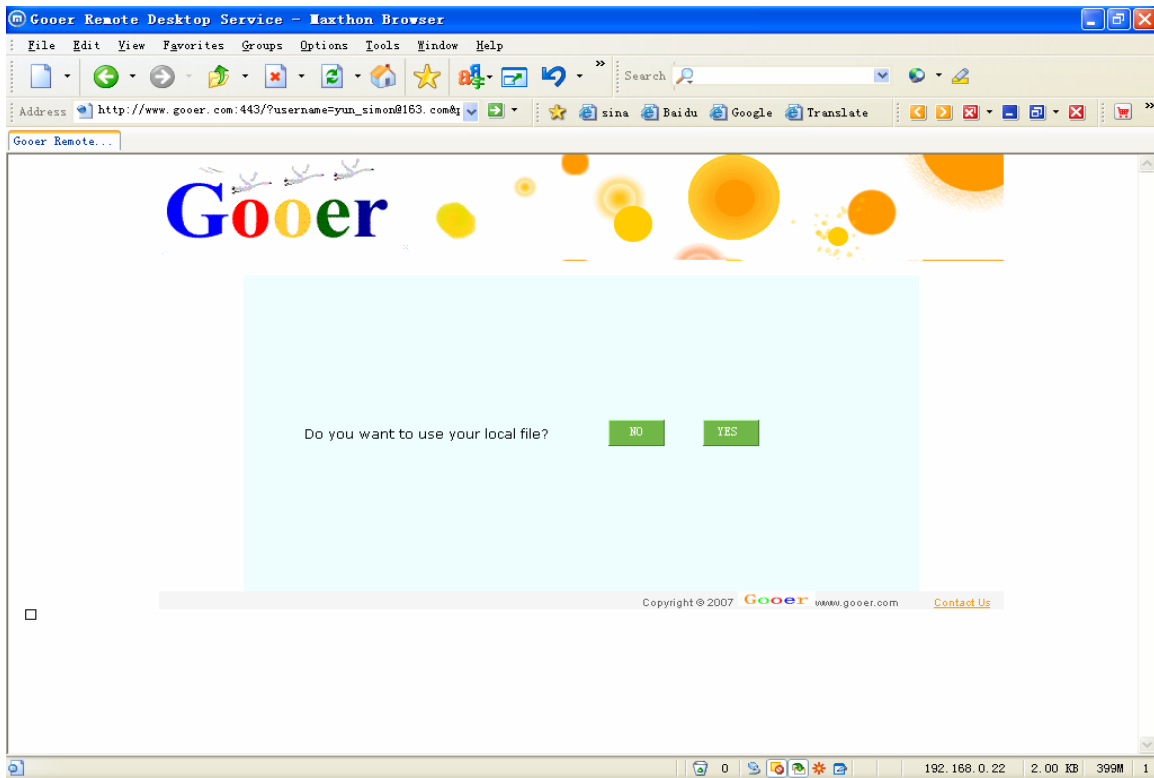 Gooer Remote Desktop Service - Maxthon Browser
File Edit View Favorites Groups Options Tools Window Help
Search
Address http://www.gooer.com:443/?username=yun_simon@163.com& sina Baidu Google Translate
Gooer Remote...
Gooer
Do you want to use your local file? NO YES
Copyright © 2007 Gooer www.gooer.com Contact Us
0 192.168.0.22 2.00 KB 399M 1